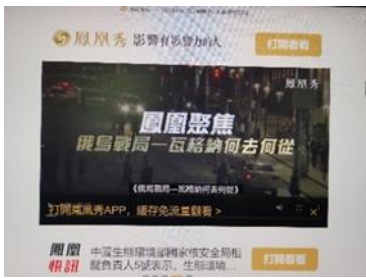 鳳凰秀 影響有影響力的人
打開看看
鳳凰秀
鳳凰聚焦
俄烏戰局—瓦格納何去何從
《俄烏戰局—瓦格納何去何從》
打開鳳凰秀APP，緩存免流量觀看 >
鳳凰
快訊
中國生態環境部國家核安全局相
關負責人5號表示，生態環境
打開看看